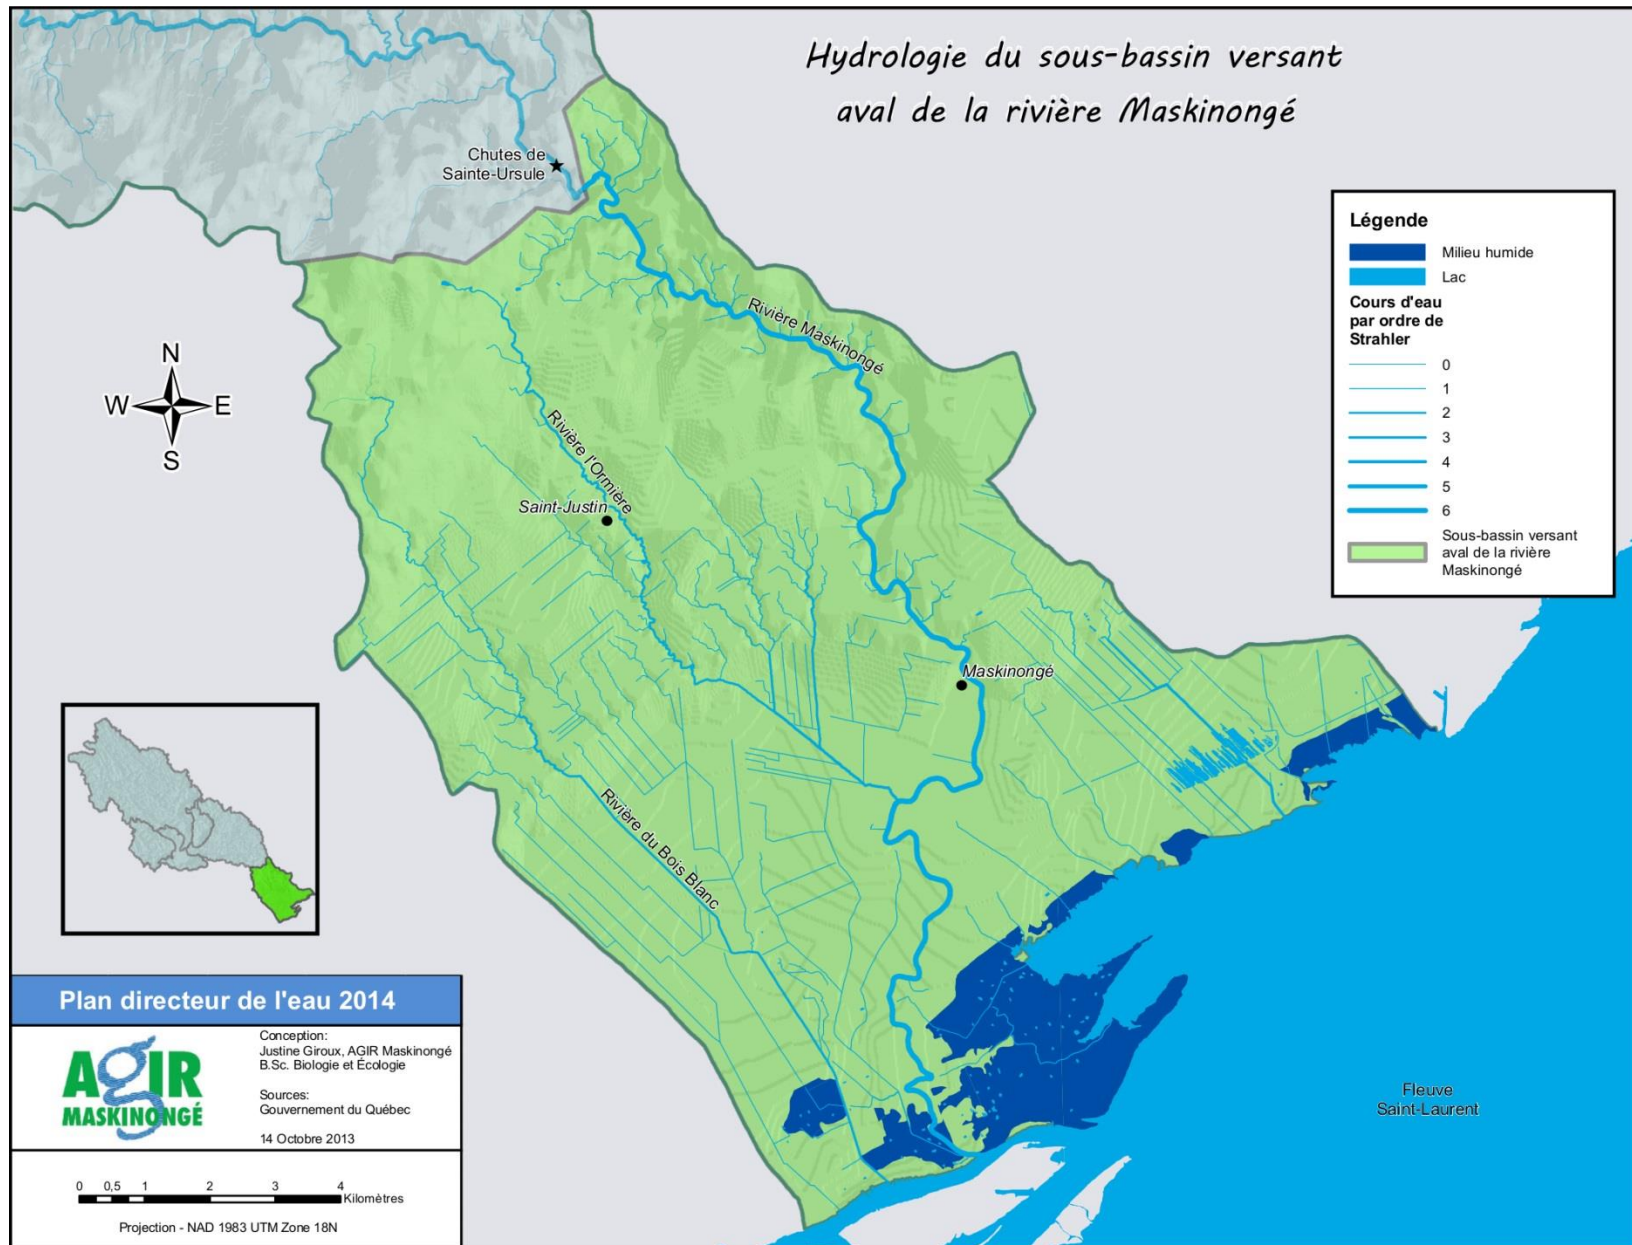 Hydrologie du sous-bassin versant
aval de la rivière Maskinongé
Chutes de
Sainte-Ursule
Légende
Milieu humide
Lac
Cours d'eau
par ordre de
Strahler
0
1
2
3
4
5
6
Sous-bassin versant
aval de la rivière
Maskinongé
N
W E
S
Rivière Maskinongé
Rivière l'Ormière
Saint-Justin
Maskinongé
Rivière du Bois Blanc
Fleuve
Saint-Laurent
Plan directeur de l'eau 2014
AGIR
MASKINONGÉ
Conception:
Justine Giroux, AGIR Maskinongé
B.Sc. Biologie et Écologie
Sources:
Gouvernement du Québec
14 Octobre 2013
0 0,5 1 2 3 4
Kilomètres
Projection - NAD 1983 UTM Zone 18N